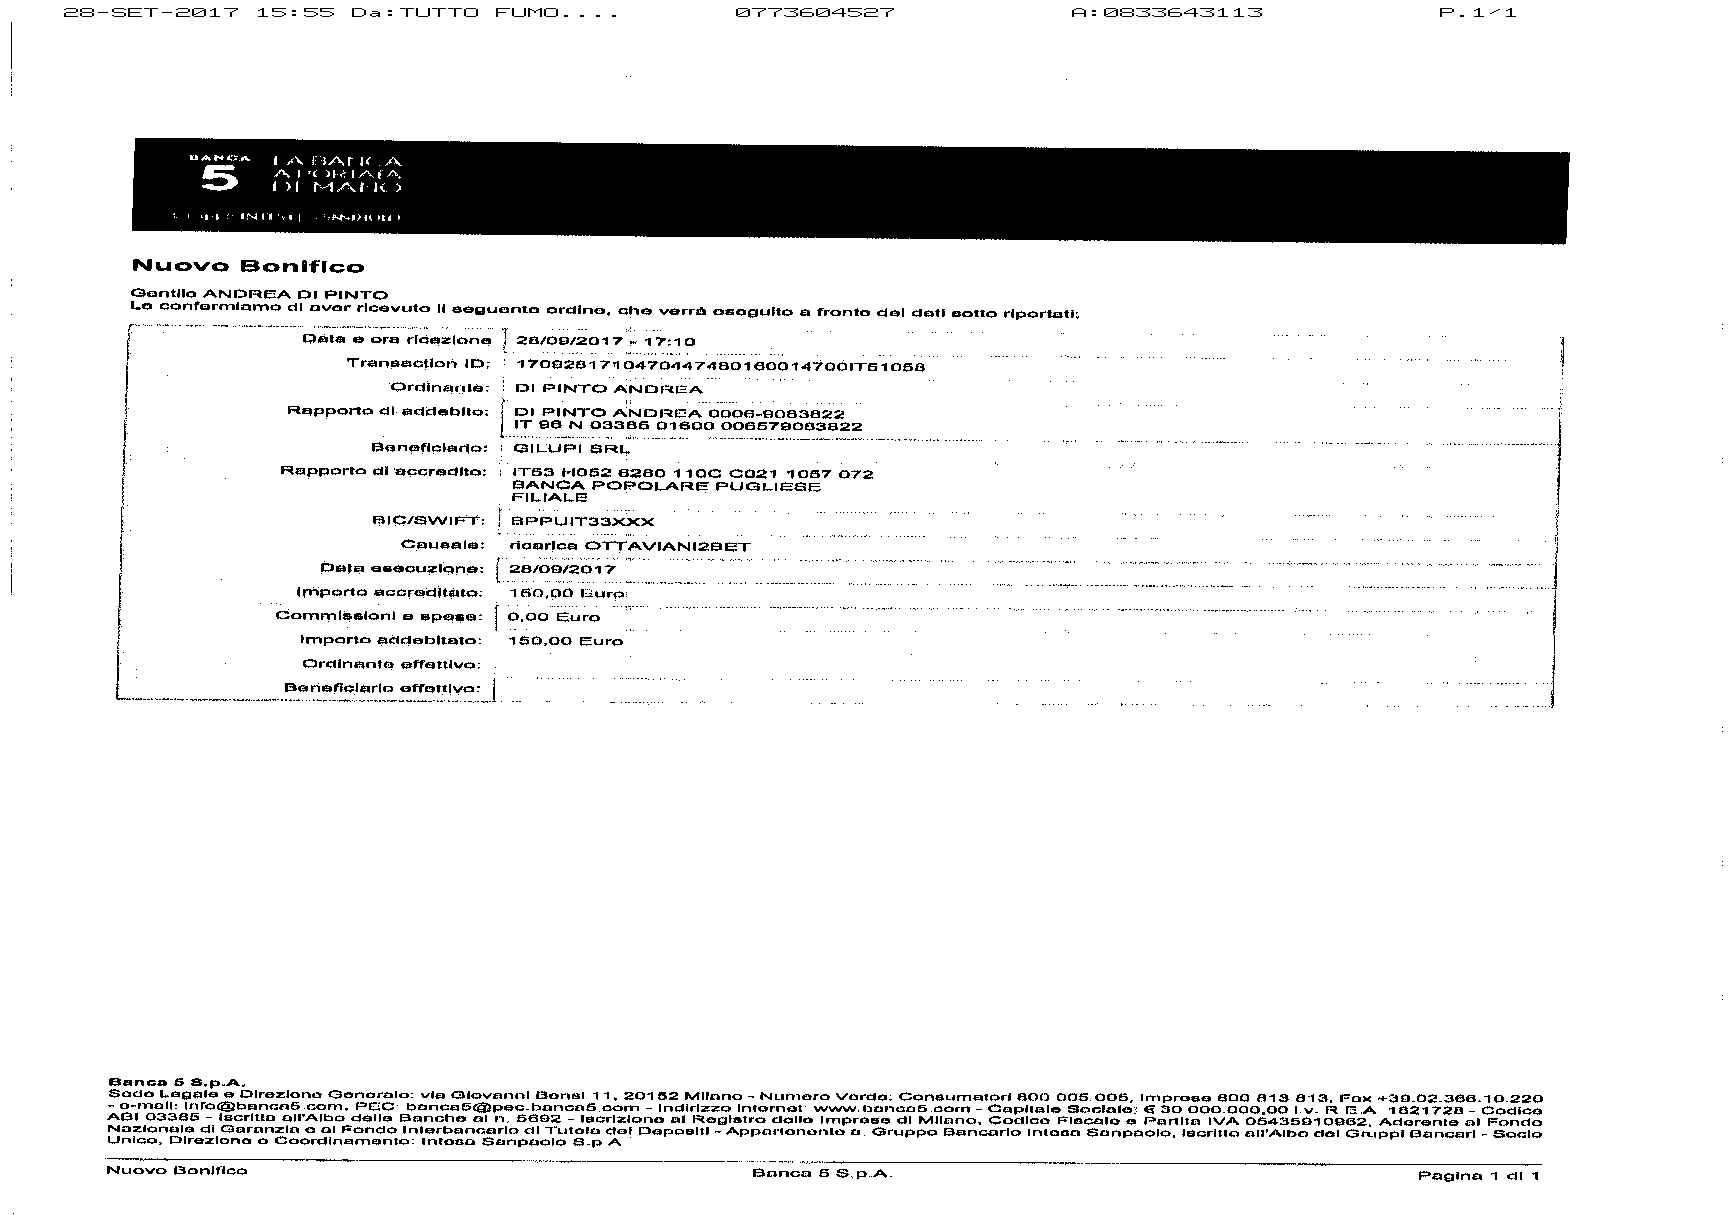 28-SET-2017 15:55 Da:TUTTO FUMO.... 0773604527 A:0833643113 P.1/1
BANCA 5 LA BANCA A PORTATA DI MANO
Nuovo Bonifico
Gentile ANDREA DI PINTO
Le confermiamo di aver ricevuto il seguente ordine, che verrà eseguito a fronte dei dati sotto riportati:
Data e ora ricezione 28/09/2017 - 17:10
Transaction ID: 1709281710470447480160014700IT51058
Ordinante: DI PINTO ANDREA
Rapporto di addebito: DI PINTO ANDREA 0006-9083822
IT 96 N 03385 01600 006579083822
Beneficiario: GILUPI SRL
Rapporto di accredito: IT53 H052 6280 110C C021 1057 072
BANCA POPOLARE PUGLIESE
FILIALE
BIC/SWIFT: BPPUIT33XXX
Causale: ricarica OTTAVIANI2BET
Data esecuzione: 28/09/2017
Importo accreditato: 150,00 Euro
Commissioni e spese: 0,00 Euro
Importo addebitato: 150,00 Euro
Ordinante effettivo:
Beneficiario effettivo:
Banca 5 S.p.A.
Sede Legale e Direzione Generale: via Giovanni Bensi 11, 20152 Milano - Numero Verde: Consumatori 800 005.005, Imprese 800 813 813, Fax +39.02.366.10.220
- e-mail: info@banca5.com, PEC: banca5@pec.banca5.com - Indirizzo Internet: www.banca5.com - Capitale Sociale: € 30 000.000,00 i.v. R E A 1821728 - Codice
ABI 03385 - Iscritta all'Albo delle Banche al n. 5692 - Iscrizione al Registro delle Imprese di Milano, Codice Fiscale e Partita IVA 05435910962, Aderente al Fondo
Nazionale di Garanzia e al Fondo Interbancario di Tutela dei Depositi - Appartenente a: Gruppo Bancario Intesa Sanpaolo, iscritto all'Albo dei Gruppi Bancari - Socio
Unico, Direzione e Coordinamento: Intesa Sanpaolo S.p A
Nuovo Bonifico Banca 5 S.p.A. Pagina 1 di 1